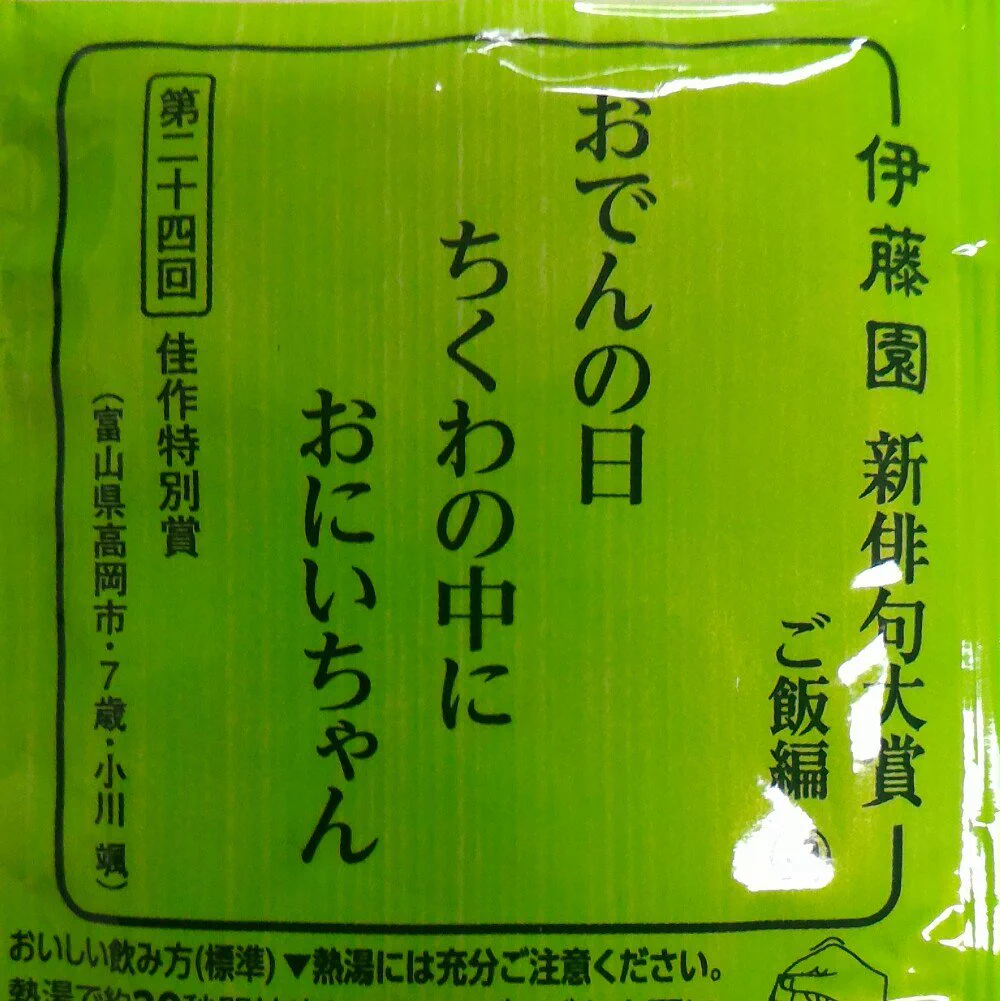 伊藤園 新俳句大賞
ご飯編
おでんの日
ちくわの中に
おにいちゃん
第二十四回 佳作特別賞
(富山県高岡市・7歳・小川 颯)
おいしい飲み方(標準)▼熱湯には充分ご注意ください。